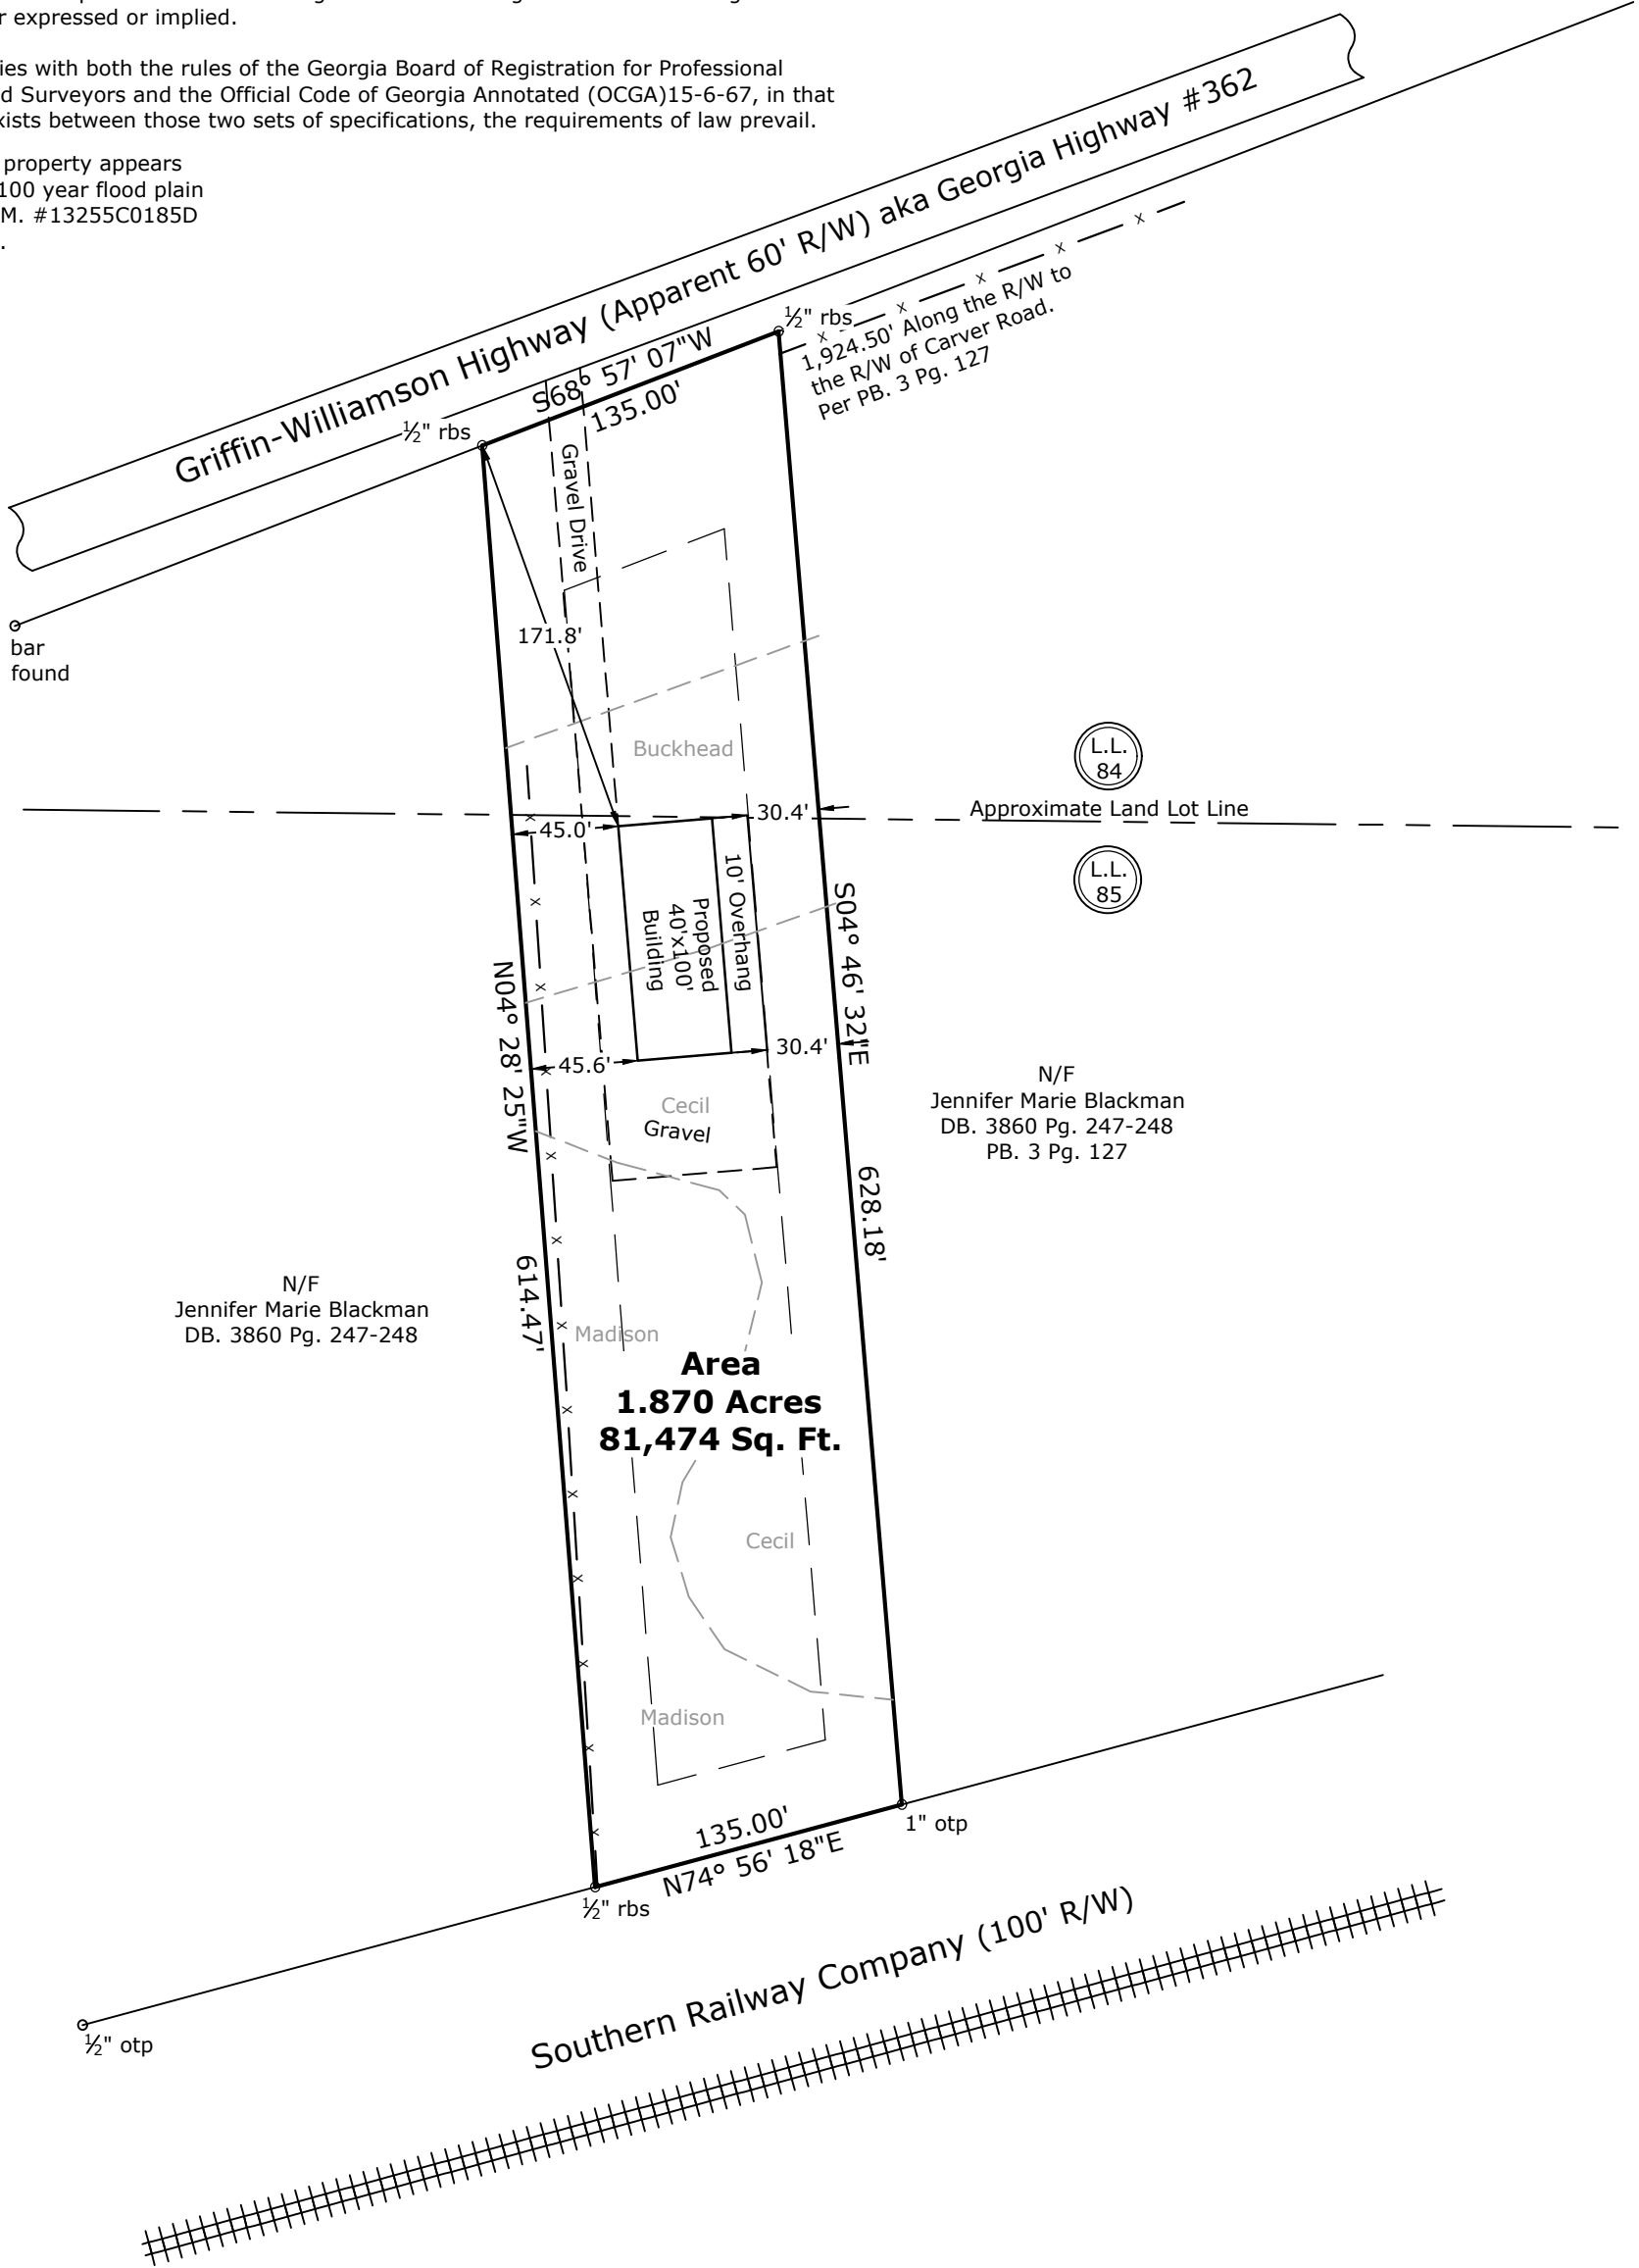 r expressed or implied.
ies with both the rules of the Georgia Board of Registration for Professional
d Surveyors and the Official Code of Georgia Annotated (OCGA)15-6-67, in that
xists between those two sets of specifications, the requirements of law prevail.
property appears
100 year flood plain
M. #13255C0185D
.
Griffin-Williamson Highway (Apparent 60' R/W) aka Georgia Highway #362
½" rbs
1,924.50' Along the R/W to
the R/W of Carver Road.
Per PB. 3 Pg. 127
S68° 57' 07"W
135.00'
½" rbs
Gravel Drive
bar
found
171.8'
Buckhead
L.L.
84
Approximate Land Lot Line
L.L.
85
45.0'
30.4'
10' Overhang
Proposed
40'x100'
Building
S04° 46' 32"E
628.18'
N04° 28' 25"W
614.47'
45.6'
30.4'
Cecil
Gravel
N/F
Jennifer Marie Blackman
DB. 3860 Pg. 247-248
PB. 3 Pg. 127
N/F
Jennifer Marie Blackman
DB. 3860 Pg. 247-248
Madison
Area
1.870 Acres
81,474 Sq. Ft.
Cecil
Madison
135.00'
N74° 56' 18"E
1" otp
½" rbs
Southern Railway Company (100' R/W)
½" otp